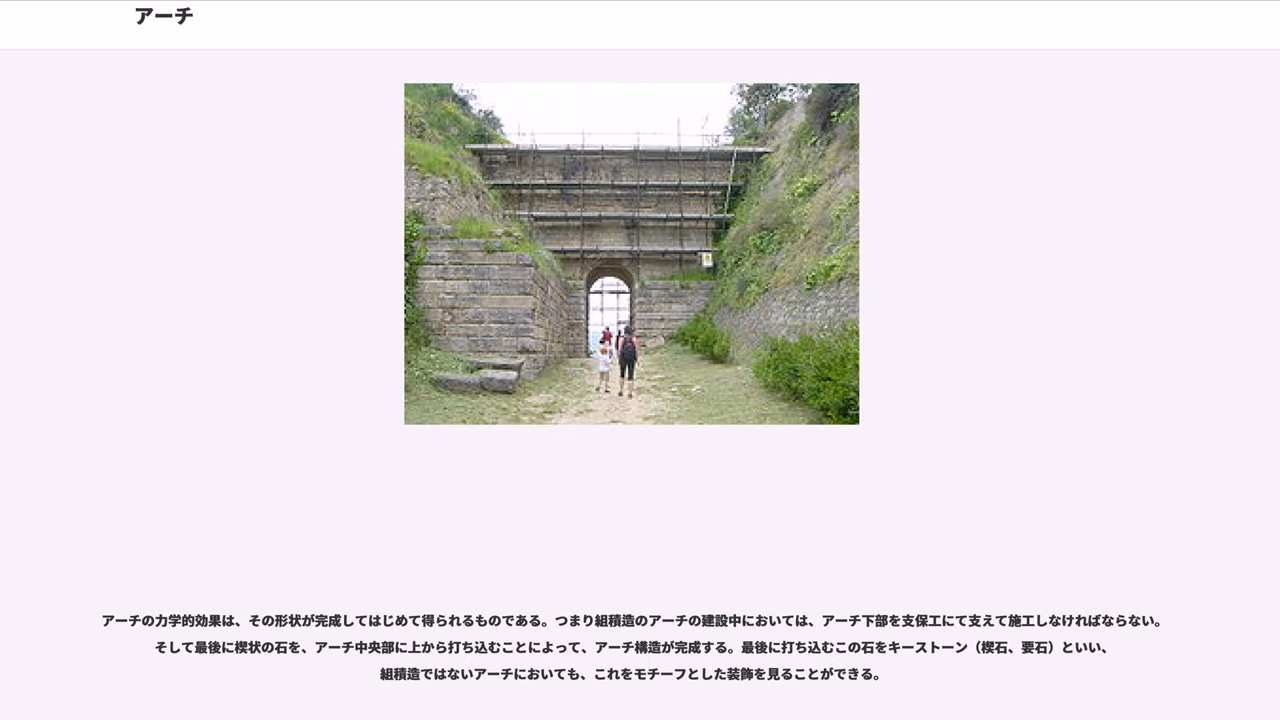 アーチ
アーチの力学的効果は、その形状が完成してはじめて得られるものである。つまり組積造のアーチの建設中においては、アーチ下部を支保工にて支えて施工しなければならない。
そして最後に楔状の石を、アーチ中央部に上から打ち込むことによって、アーチ構造が完成する。最後に打ち込むこの石をキーストーン（楔石、要石）といい、
組積造ではないアーチにおいても、これをモチーフとした装飾を見ることができる。